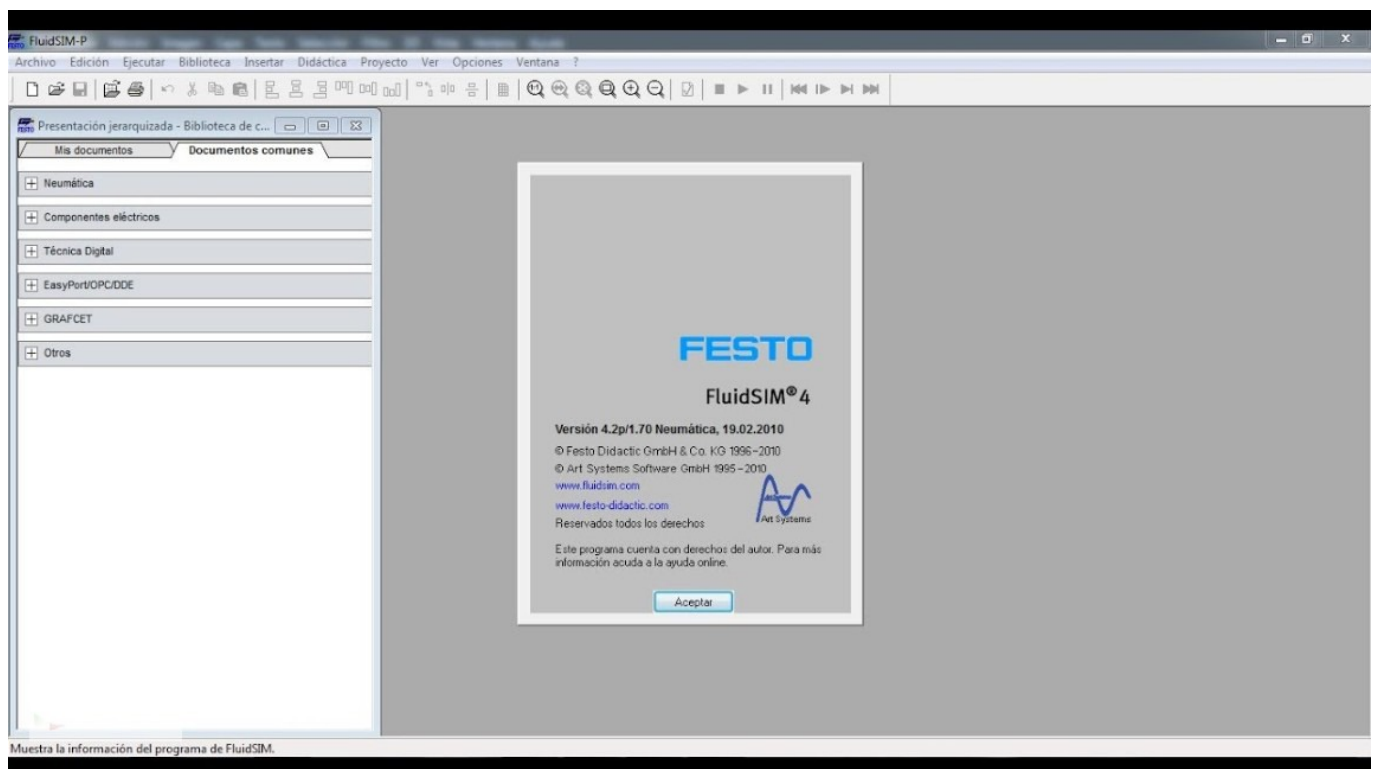 FluidSIM-P
Archivo Edición Ejecutar Biblioteca Insertar Didáctica Proyecto Ver Opciones Ventana ?
Presentación jerarquizada - Biblioteca de c...
Mis documentos Documentos comunes
Neumática
Componentes eléctricos
Técnica Digital
EasyPort/OPC/DDE
GRAFCET
Otros
FESTO
FluidSIM®4
Versión 4.2p/1.70 Neumática, 19.02.2010
© Festo Didactic GmbH & Co. KG 1996-2010
© Art Systems Software GmbH 1995-2010
www.fluidsim.com
www.festo-didactic.com
Art Systems
Reservados todos los derechos
Este programa cuenta con derechos del autor. Para más
información acuda a la ayuda online.
Aceptar
Muestra la información del programa de FluidSIM.